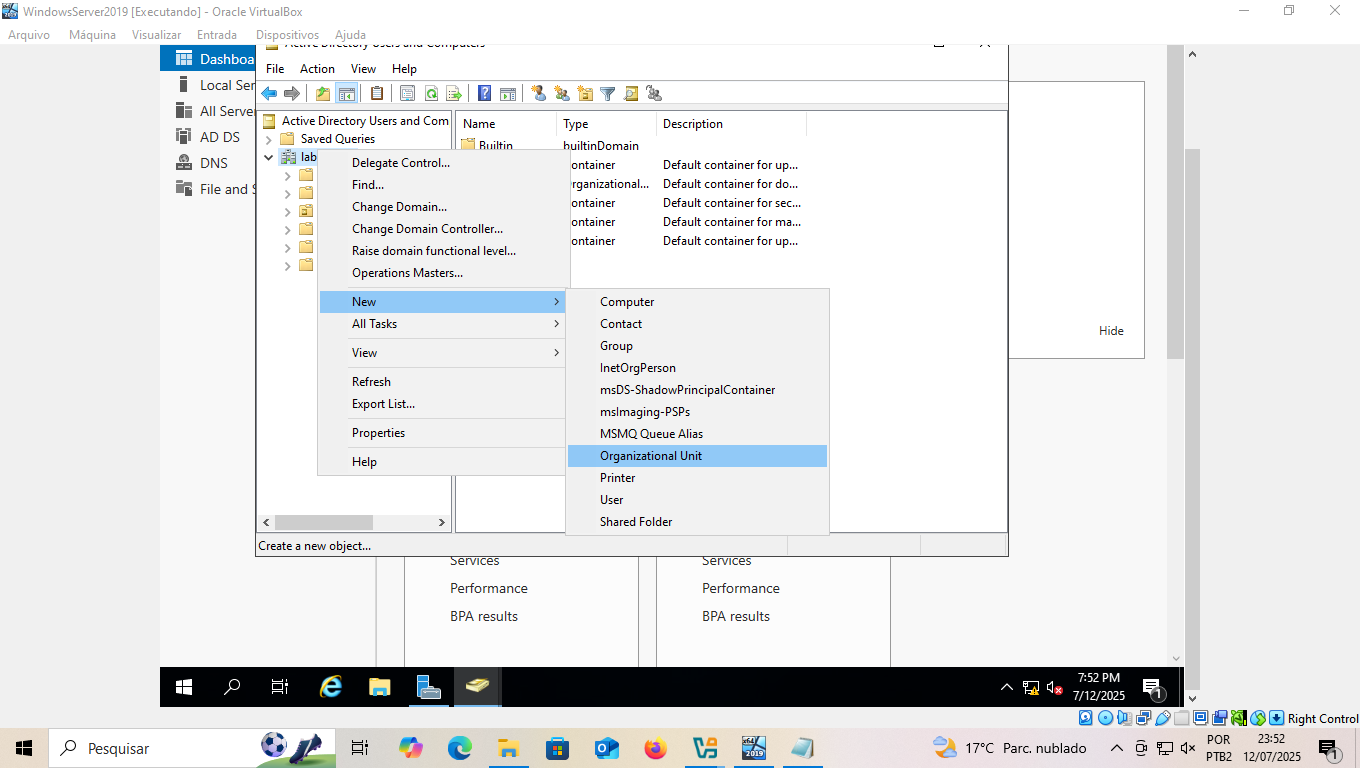 WindowsServer2019 [Executando] - Oracle VirtualBox
Arquivo Máquina Visualizar Entrada Dispositivos Ajuda
Active Directory Users and Computers
File Action View Help
Dashboa
Local Ser
All Server
AD DS
DNS
File and S
Active Directory Users and Com
Saved Queries
lab
Name Type Description
Builtin builtinDomain
ontainer Default container for up...
rganizational... Default container for do...
ontainer Default container for sec...
ontainer Default container for ma...
ontainer Default container for up...
Delegate Control...
Find...
Change Domain...
Change Domain Controller...
Raise domain functional level...
Operations Masters...
New
All Tasks
View
Refresh
Export List...
Properties
Help
Computer
Contact
Group
InetOrgPerson
msDS-ShadowPrincipalContainer
msImaging-PSPs
MSMQ Queue Alias
Organizational Unit
Printer
User
Shared Folder
Hide
Create a new object...
Services Services
Performance Performance
BPA results BPA results
7:52 PM
7/12/2025
1
Right Control
Pesquisar
x64
2019
17°C Parc. nublado
POR
PTB2
23:52
12/07/2025
1